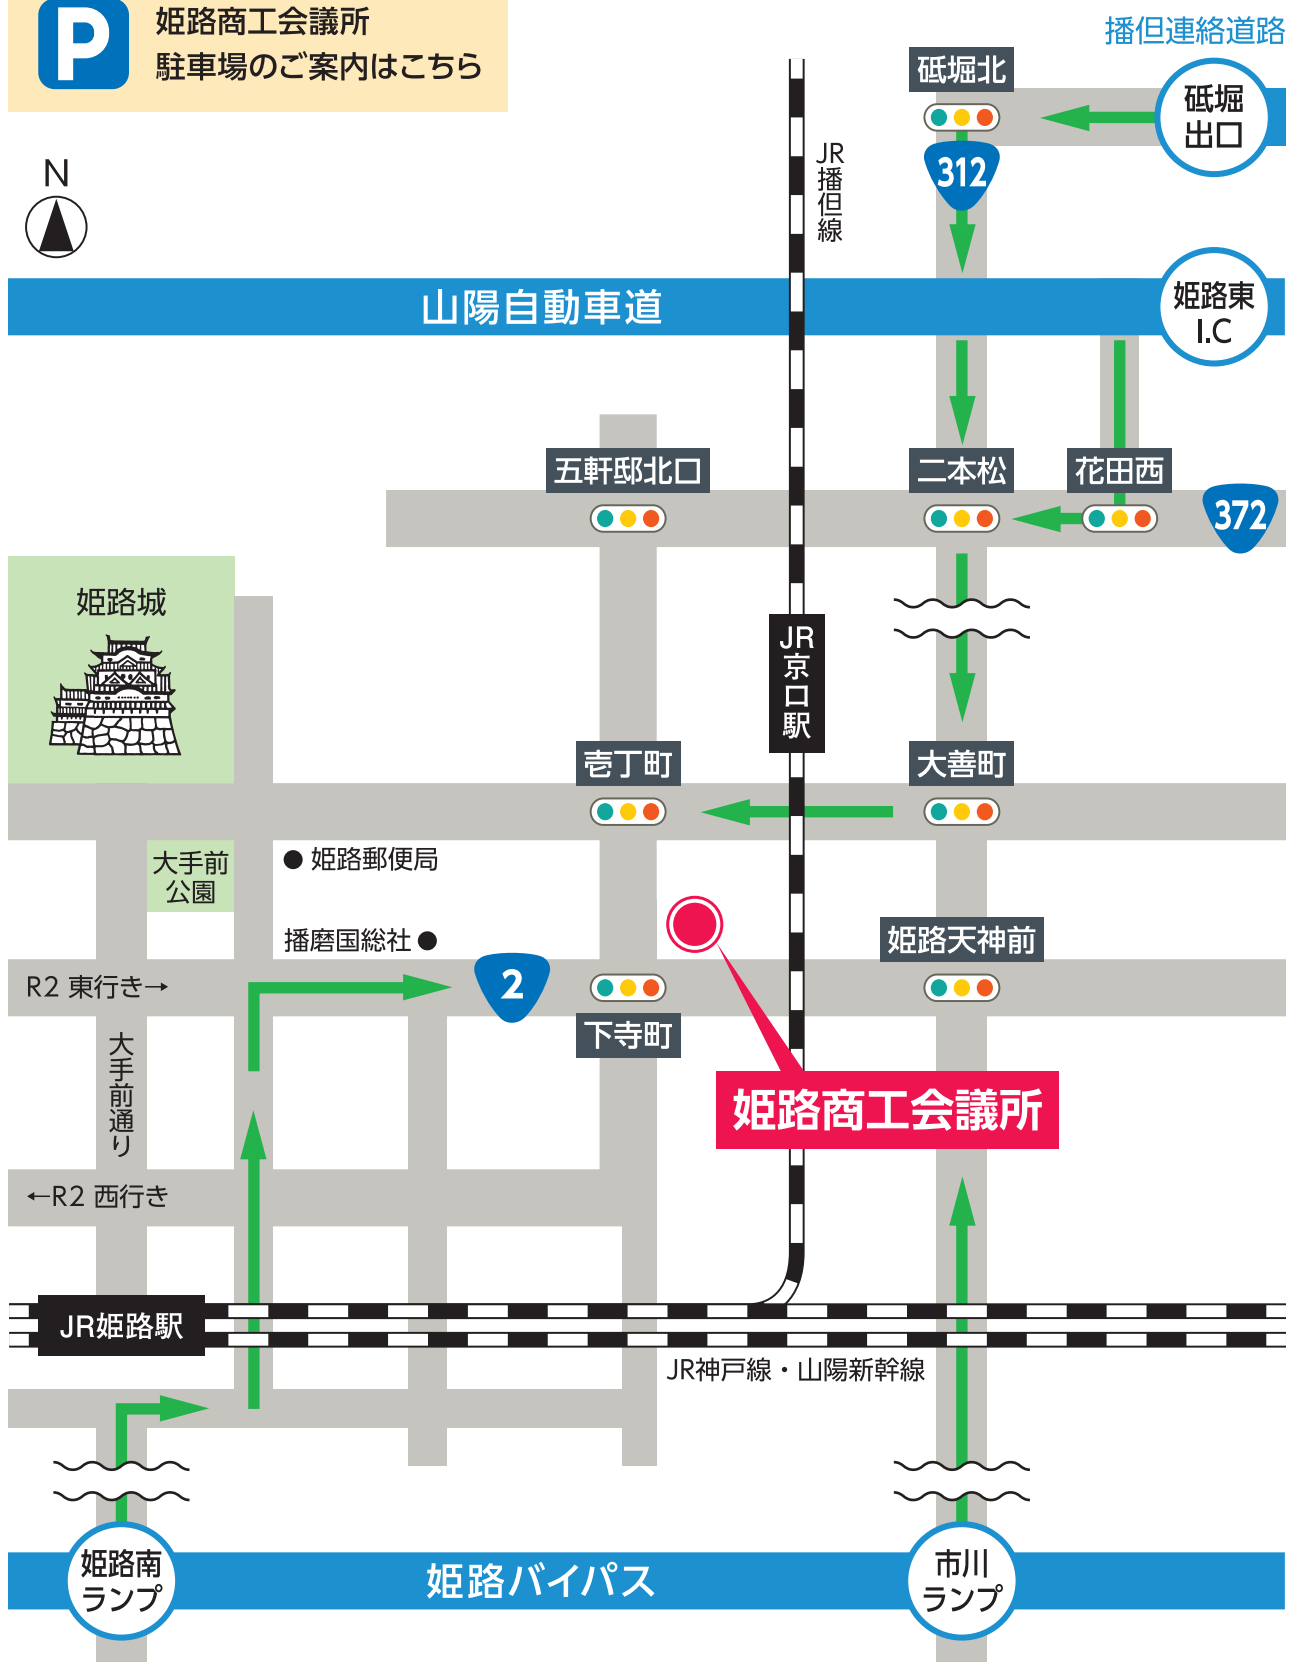 P
姫路商工会議所
駐車場のご案内はこちら
播但連絡道路
砥堀北
砥堀
出口
N
JR播但線
312
山陽自動車道
姫路東
I.C
五軒邸北口
二本松
花田西
372
姫路城
JR京口駅
壱丁町
大善町
大手前
公園
姫路郵便局
播磨国総社
姫路天神前
R2 東行き→
2
下寺町
大手前通り
姫路商工会議所
←R2 西行き
JR姫路駅
JR神戸線・山陽新幹線
姫路南
ランプ
姫路バイパス
市川
ランプ